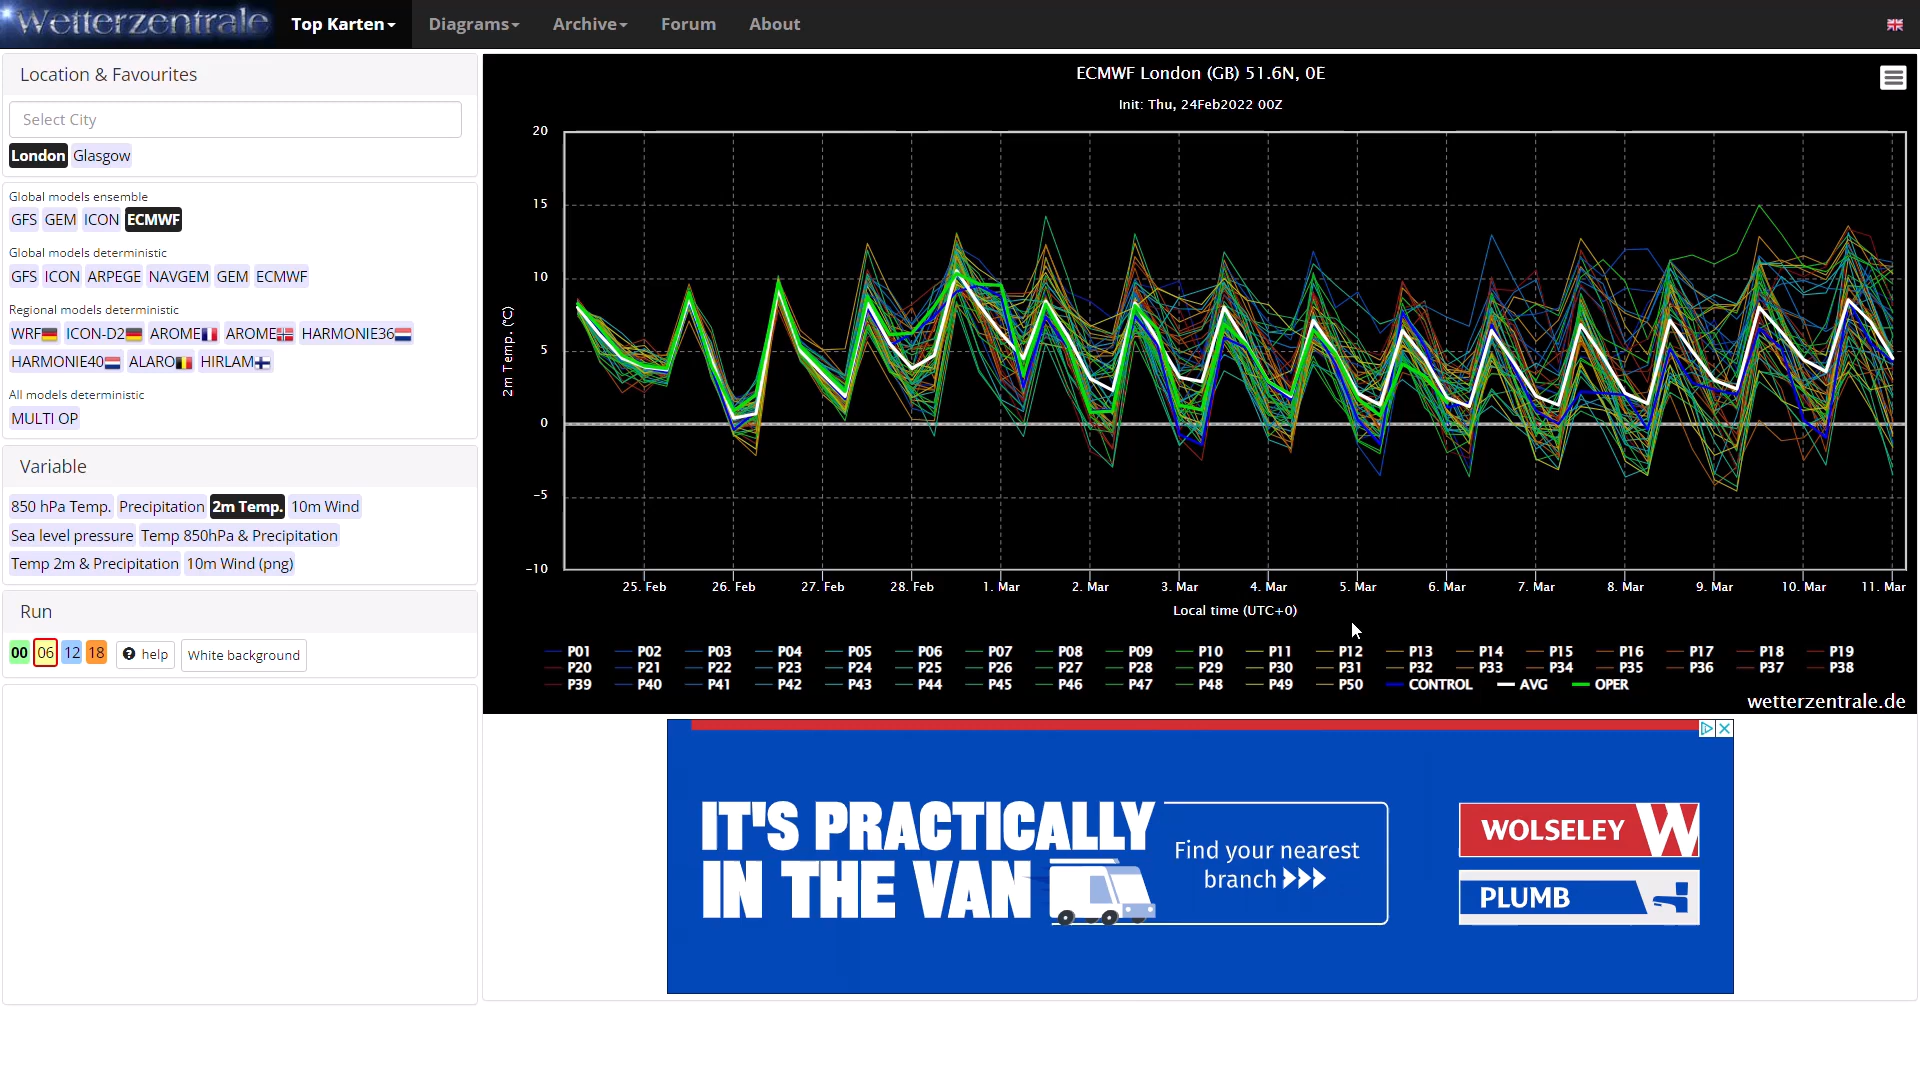 Wetterzentrale Top Karten Diagrams Archive Forum About
Location & Favourites
Select City
London Glasgow
Global models ensemble
GFS GEM ICON ECMWF
Global models deterministic
GFS ICON ARPEGE NAVGEM GEM ECMWF
Regional models deterministic
WRF ICON-D2 AROME AROME HARMONIE36
HARMONIE40 ALARO HIRLAM
All models deterministic
MULTI OP
Variable
850 hPa Temp. Precipitation 2m Temp. 10m Wind
Sea level pressure Temp 850hPa & Precipitation
Temp 2m & Precipitation 10m Wind (png)
Run
00 06 12 18 help White background
ECMWF London (GB) 51.6N, 0E
Init: Thu, 24Feb2022 00Z
20
15
10
5
0
-5
-10
2m Temp. (°C)
25. Feb 26. Feb 27. Feb 28. Feb 1. Mar 2. Mar 3. Mar 4. Mar 5. Mar 6. Mar 7. Mar 8. Mar 9. Mar 10. Mar 11. Mar
Local time (UTC+0)
P01 P02 P03 P04 P05 P06 P07 P08 P09 P10 P11 P12 P13 P14 P15 P16 P17 P18 P19
P20 P21 P22 P23 P24 P25 P26 P27 P28 P29 P30 P31 P32 P33 P34 P35 P36 P37 P38
P39 P40 P41 P42 P43 P44 P45 P46 P47 P48 P49 P50 CONTROL AVG OPER
wetterzentrale.de
IT'S PRACTICALLY
IN THE VAN
Find your nearest
branch
WOLSELEY W
PLUMB